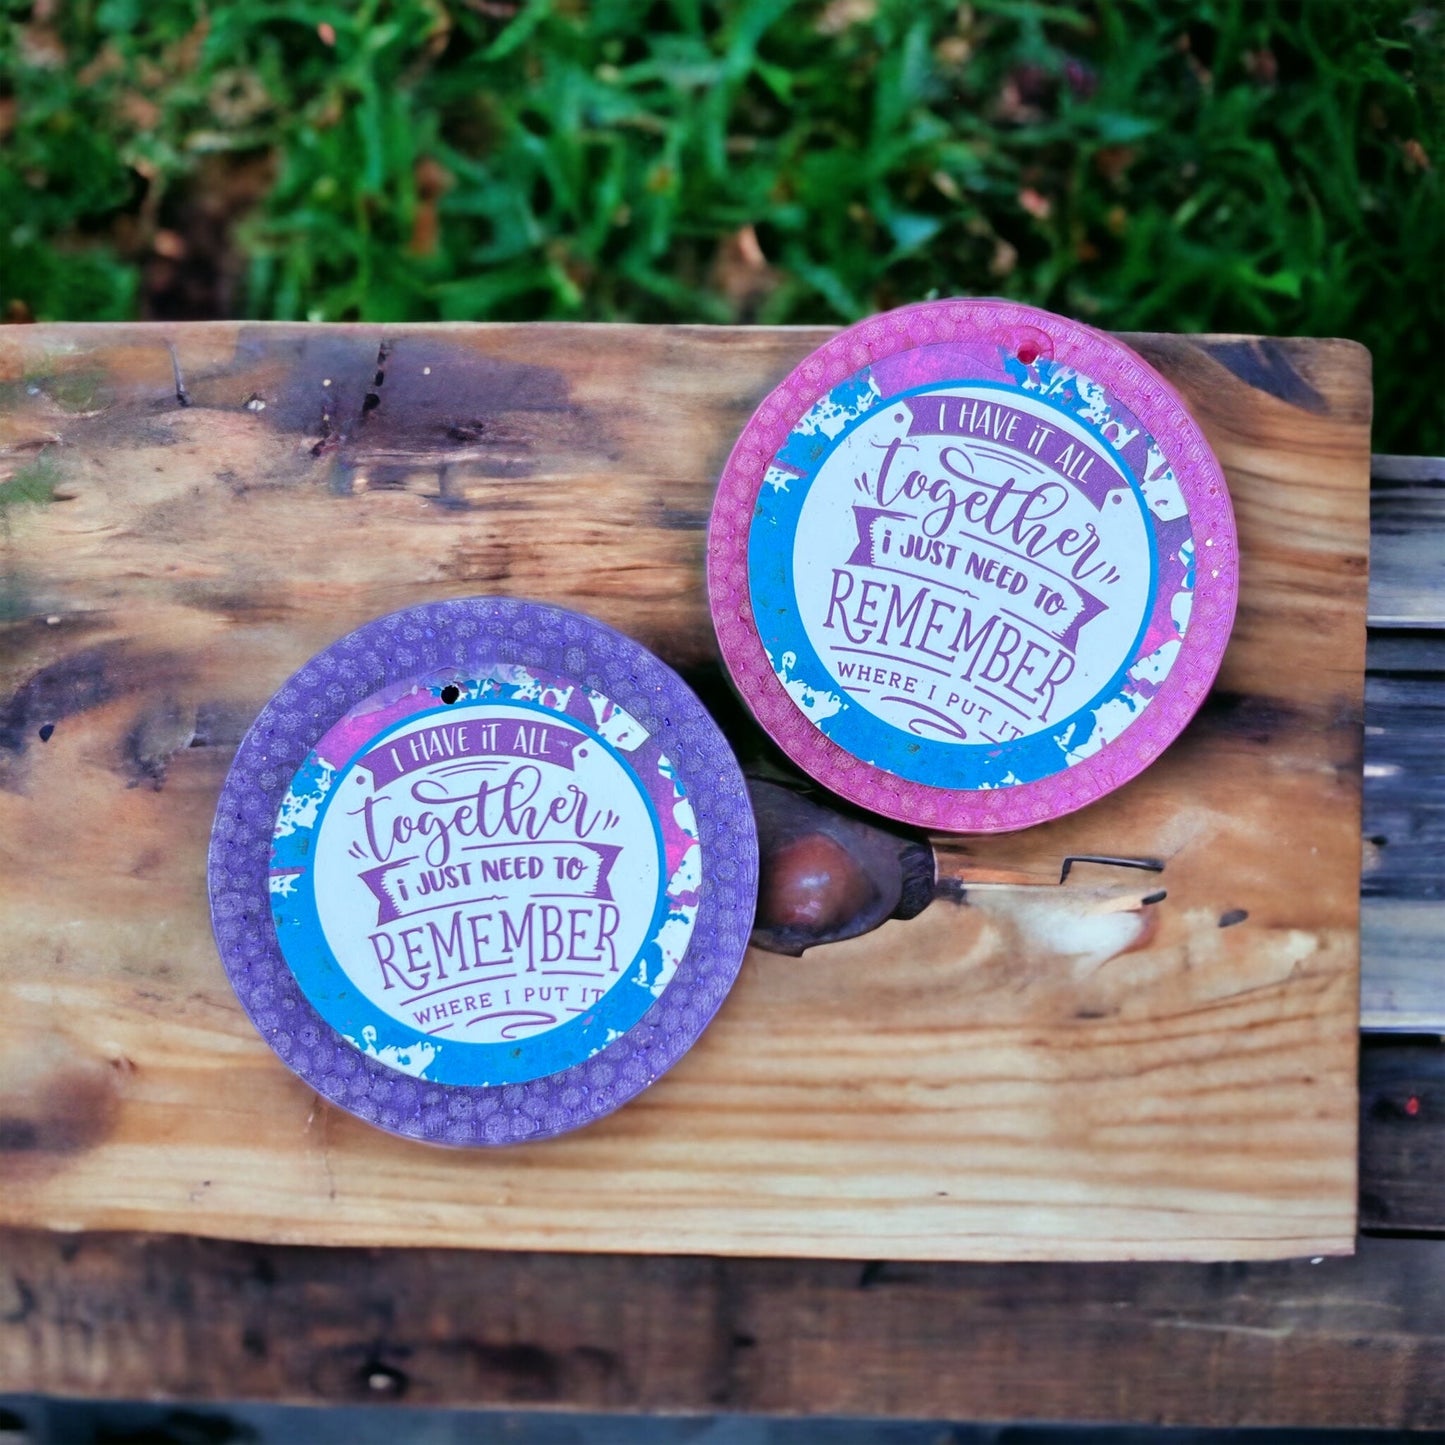 I HAVE iT ALL
"together"
i JUST NEED TO
REMEMBER
WHERE I PUT IT
I HAVE iT ALL
"together"
i JUST NEED TO
REMEMBER
WHERE I PUT IT